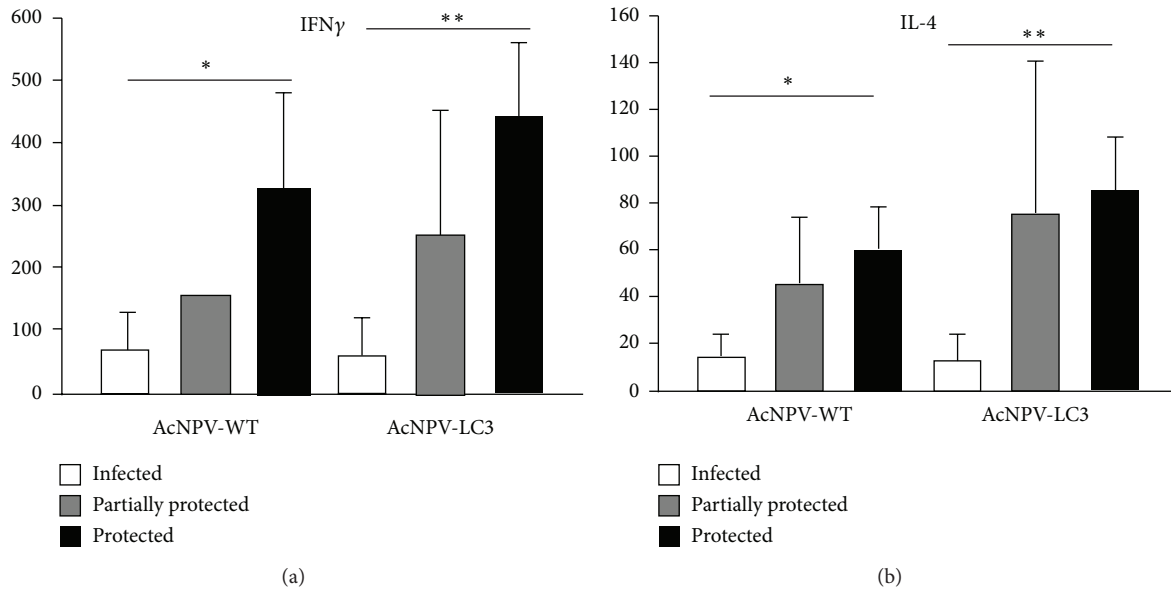 600
500
400
300
200
100
0
IFNγ
*
**
AcNPV-WT
AcNPV-LC3
Infected
Partially protected
Protected
(a)
160
140
120
100
80
60
40
20
0
IL-4
*
**
AcNPV-WT
AcNPV-LC3
Infected
Partially protected
Protected
(b)